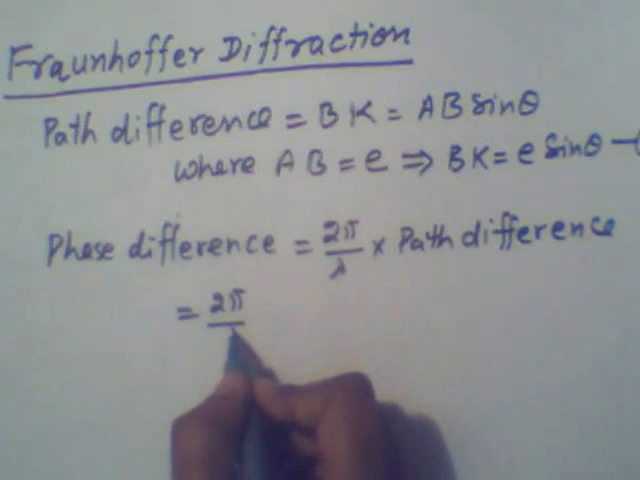 Fraunhoffer Diffraction
Path difference = BK = AB Sinθ
where AB = e ⇒ BK = e Sinθ —(
Phase difference = 2π/λ × Path difference
= 2π/